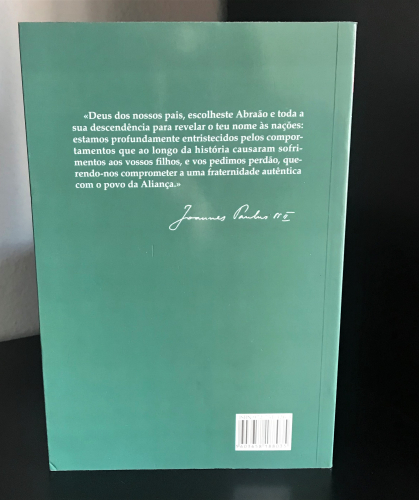 «Deus dos nossos pais, escolheste Abraão e toda a
sua descendência para revelar o teu nome às nações:
estamos profundamente entristecidos pelos compor-
tamentos que ao longo da história causaram sofri-
mentos aos vossos filhos, e vos pedimos perdão, que-
rendo-nos comprometer a uma fraternidade autêntica
com o povo da Aliança.»
Joannes Paulus PP. II